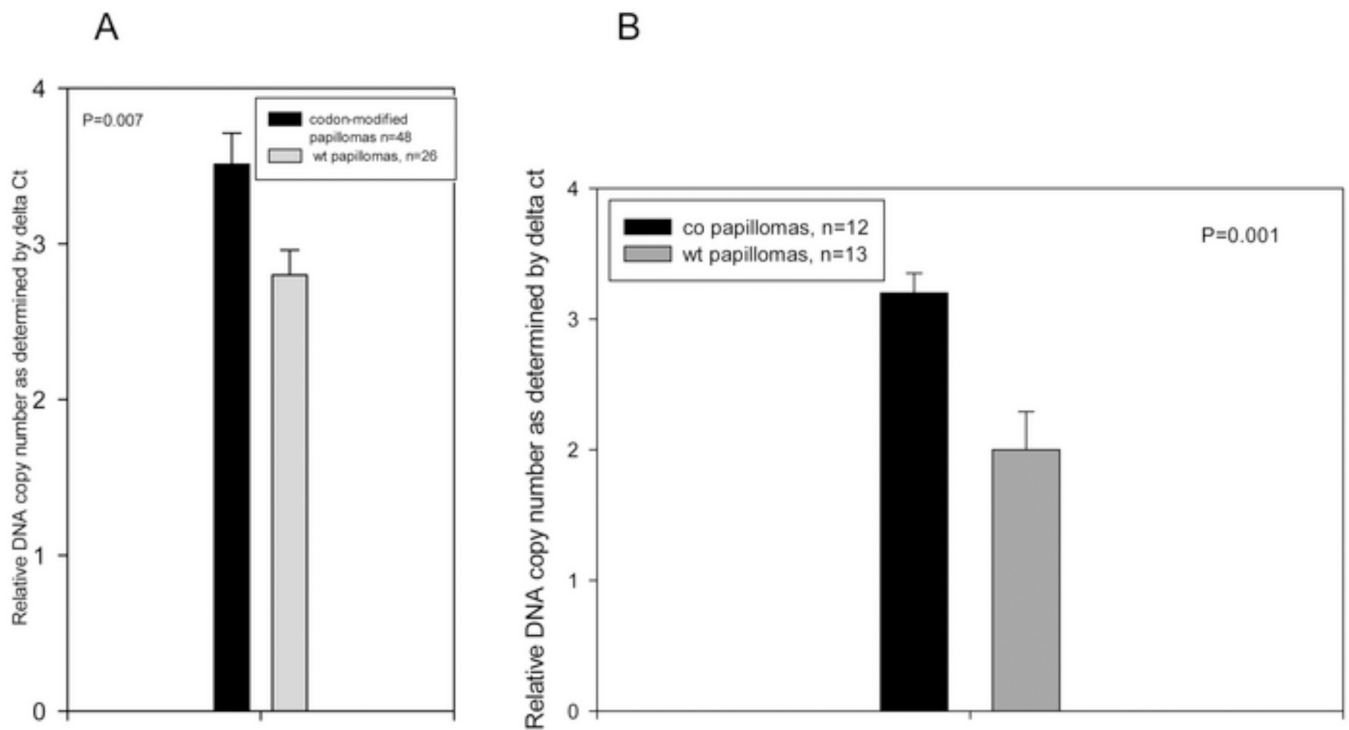 A
B
Relative DNA copy number as determined by delta Ct
4
3
2
1
0
P=0.007
codon-modified
papillomas n=48
wt papillomas, n=26
Relative DNA copy number as determined by delta ct
4
3
2
1
0
co papillomas, n=12
wt papillomas, n=13
P=0.001